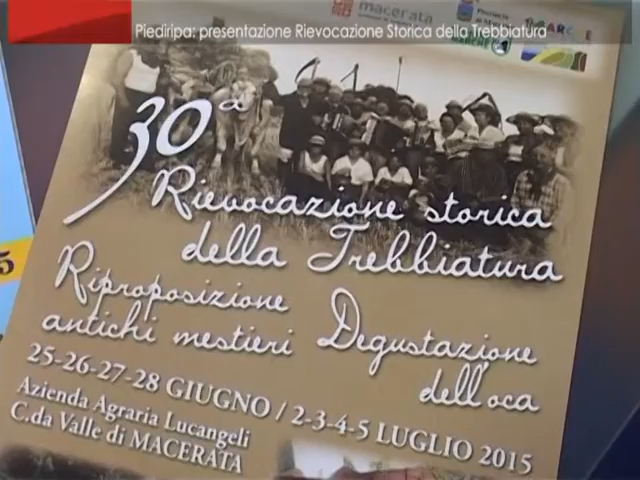 macerata
Piediripa: presentazione Rievocazione Storica della Trebbiatura
30a
Rievocazione storica
della Trebbiatura
Riproposizione
antichi mestieri
Degustazione
dell'oca
25-26-27-28 GIUGNO / 2-3-4-5 LUGLIO 2015
Azienda Agraria Lucangeli
C.da Valle di MACERATA
5